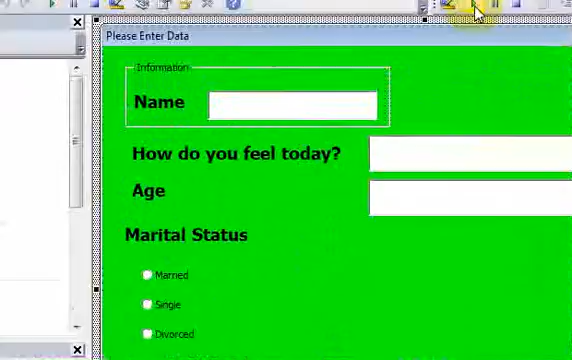 Please Enter Data
Information
Name
How do you feel today?
Age
Marital Status
Married
Single
Divorced